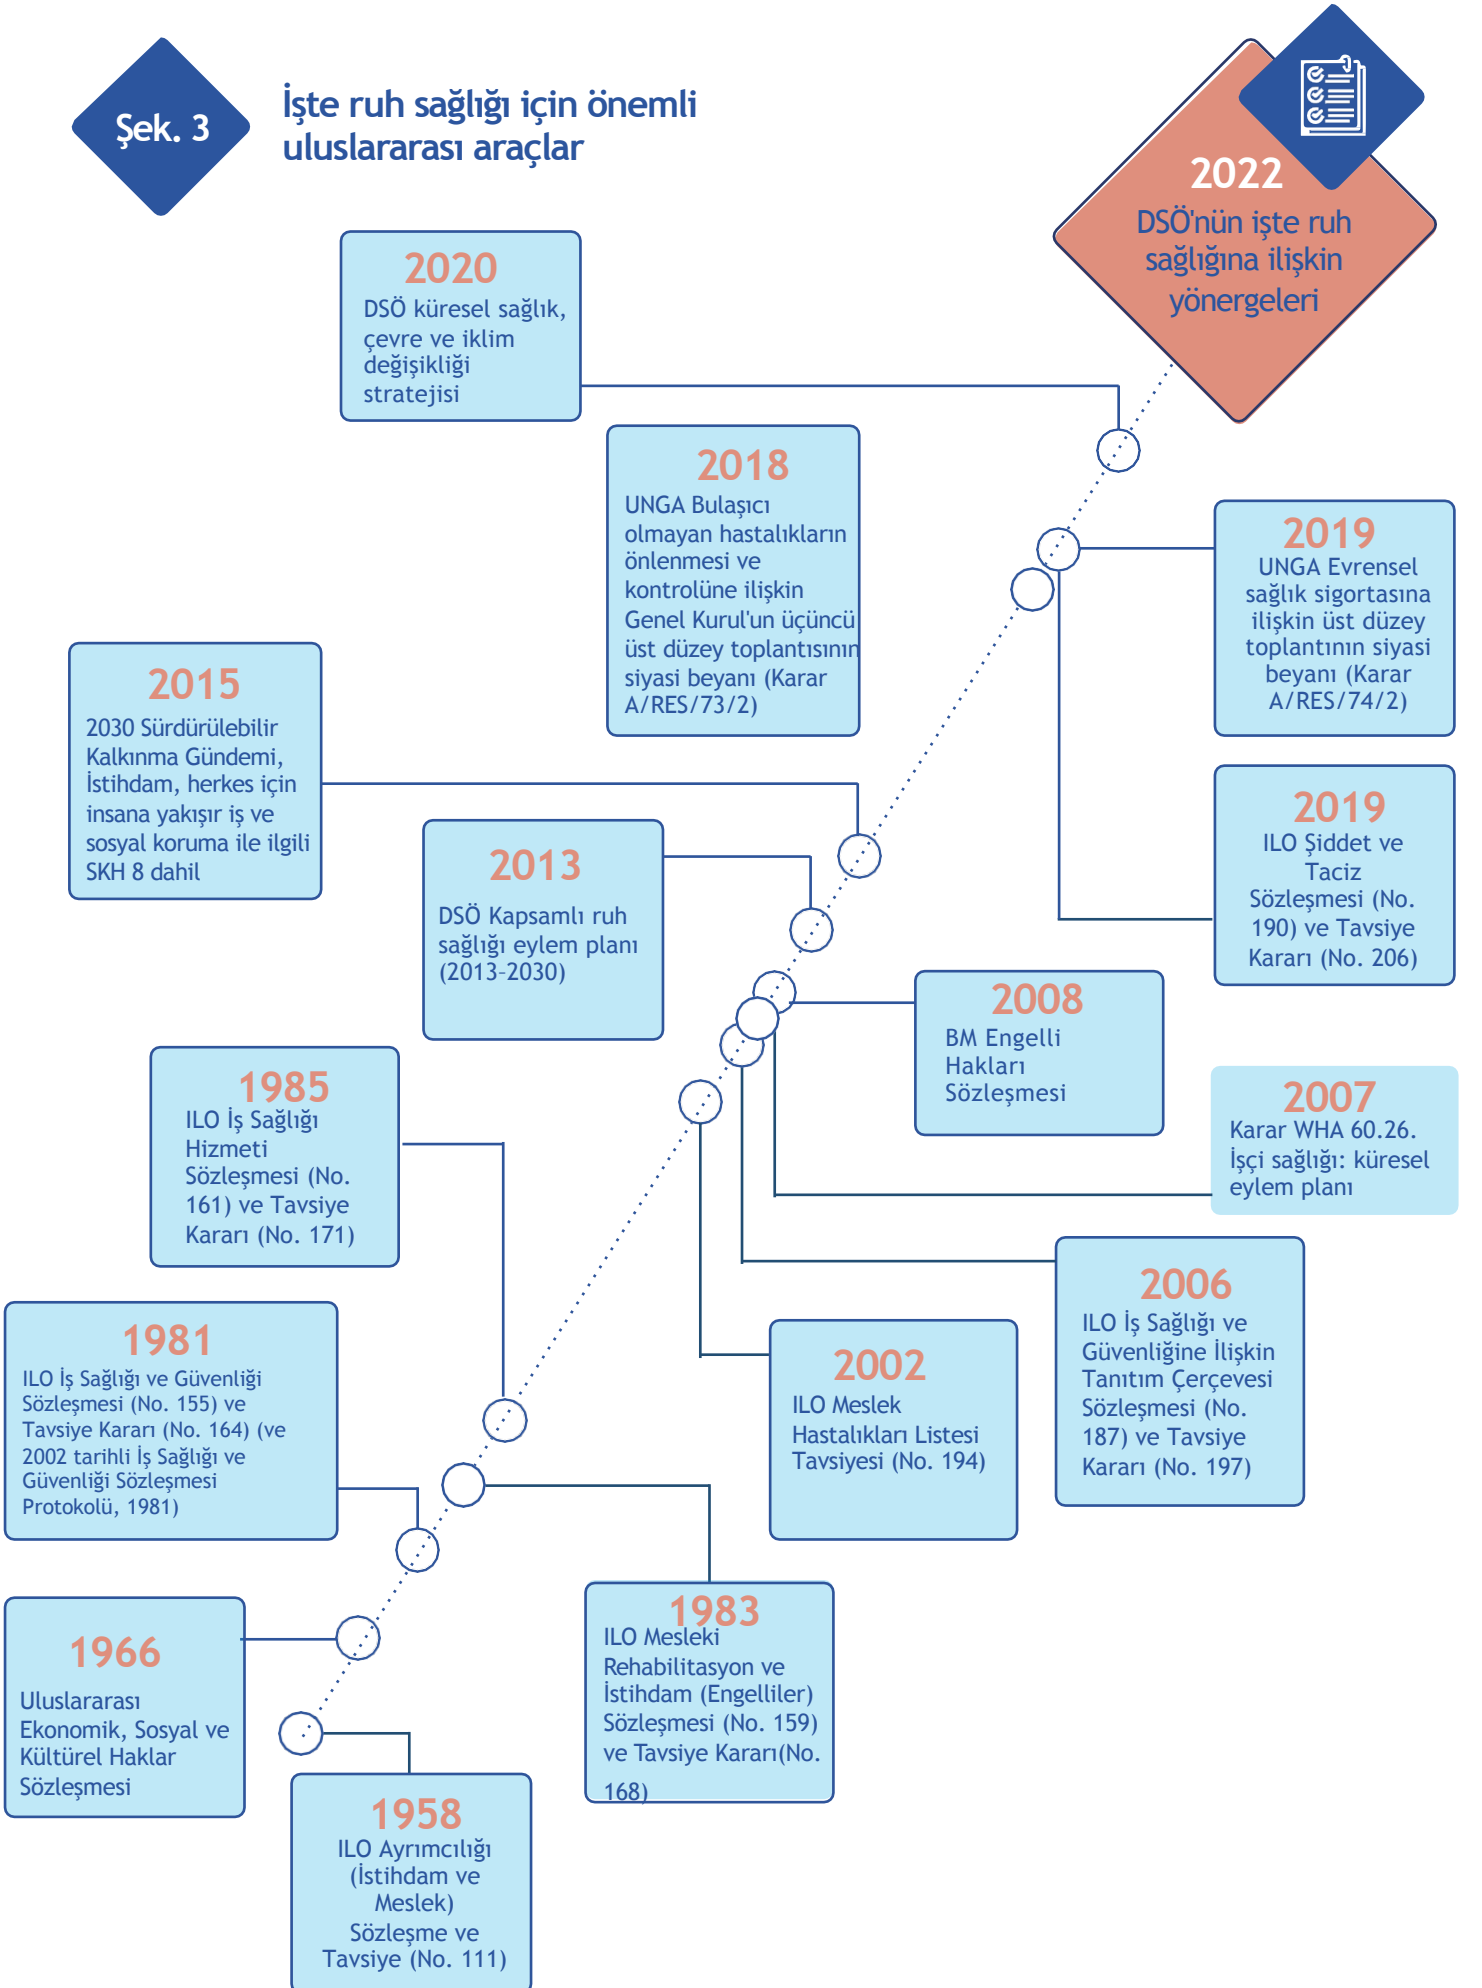 Şek. 3
İşte ruh sağlığı için önemli
uluslararası araçlar
2022
DSÖ'nün işte ruh
sağlığına ilişkin
yönergeleri
2020
DSÖ küresel sağlık,
çevre ve iklim
değişikliği
stratejisi
2018
UNGA Bulaşıcı
olmayan hastalıkların
önlenmesi ve
kontrolüne ilişkin
Genel Kurul'un üçüncü
üst düzey toplantısının
siyasi beyanı (Karar
A/RES/73/2)
2019
UNGA Evrensel
sağlık sigortasına
ilişkin üst düzey
toplantının siyasi
beyanı (Karar
A/RES/74/2)
2015
2030 Sürdürülebilir
Kalkınma Gündemi,
İstihdam, herkes için
insana yakışır iş ve
sosyal koruma ile ilgili
SKH 8 dahil
2019
ILO Şiddet ve
Taciz
Sözleşmesi (No.
190) ve Tavsiye
Kararı (No. 206)
2013
DSÖ Kapsamlı ruh
sağlığı eylem planı
(2013–2030)
2008
BM Engelli
Hakları
Sözleşmesi
1985
ILO İş Sağlığı
Hizmeti
Sözleşmesi (No.
161) ve Tavsiye
Kararı (No. 171)
2007
Karar WHA 60.26.
İşçi sağlığı: küresel
eylem planı
2006
ILO İş Sağlığı ve
Güvenliğine İlişkin
Tanıtım Çerçevesi
Sözleşmesi (No.
187) ve Tavsiye
Kararı (No. 197)
1981
ILO İş Sağlığı ve Güvenliği
Sözleşmesi (No. 155) ve
Tavsiye Kararı (No. 164) (ve
2002 tarihli İş Sağlığı ve
Güvenliği Sözleşmesi
Protokolü, 1981)
2002
ILO Meslek
Hastalıkları Listesi
Tavsiyesi (No. 194)
1983
ILO Mesleki
Rehabilitasyon ve
İstihdam (Engelliler)
Sözleşmesi (No. 159)
ve Tavsiye Kararı(No.
168)
1966
Uluslararası
Ekonomik, Sosyal ve
Kültürel Haklar
Sözleşmesi
1958
ILO Ayrımcılığı
(İstihdam ve
Meslek)
Sözleşme ve
Tavsiye (No. 111)